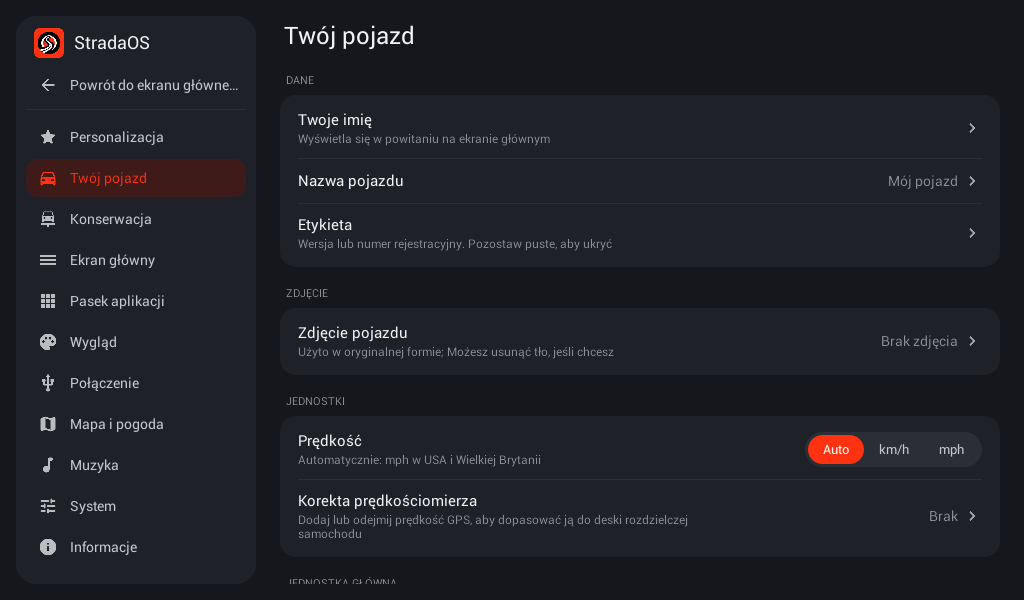 StradaOS
Powrót do ekranu główne...
Personalizacja
Twój pojazd
Konserwacja
Ekran główny
Pasek aplikacji
Wygląd
Połączenie
Mapa i pogoda
Muzyka
System
Informacje
Twój pojazd
DANE
Twoje imię
Wyświetla się w powitaniu na ekranie głównym
Nazwa pojazdu
Mój pojazd
Etykieta
Wersja lub numer rejestracyjny. Pozostaw puste, aby ukryć
ZDJĘCIE
Zdjęcie pojazdu
Użyto w oryginalnej formie; Możesz usunąć tło, jeśli chcesz
Brak zdjęcia
JEDNOSTKI
Prędkość
Automatycznie: mph w USA i Wielkiej Brytanii
Auto
km/h
mph
Korekta prędkościomierza
Dodaj lub odejmij prędkość GPS, aby dopasować ją do deski rozdzielczej
samochodu
Brak
JEDNOSTKA GŁÓWNA